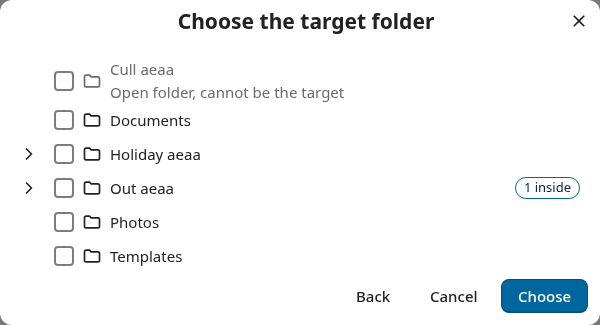 Choose the target folder
Cull aeaa
Open folder, cannot be the target
Documents
Holiday aeaa
Out aeaa
1 inside
Photos
Templates
Back
Cancel
Choose